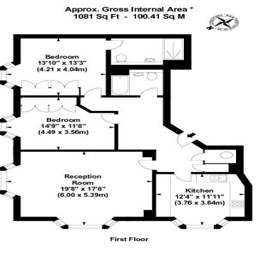 Approx. Gross Internal Area *
1081 Sq Ft - 100.41 Sq M
Bedroom
13'10" x 13'3"
(4.21 x 4.04m)
Bedroom
14'9" x 11'8"
(4.49 x 3.56m)
Reception
Room
19'8" x 17'8"
(6.00 x 5.39m)
Kitchen
12'4" x 11'11"
(3.76 x 3.64m)
First Floor